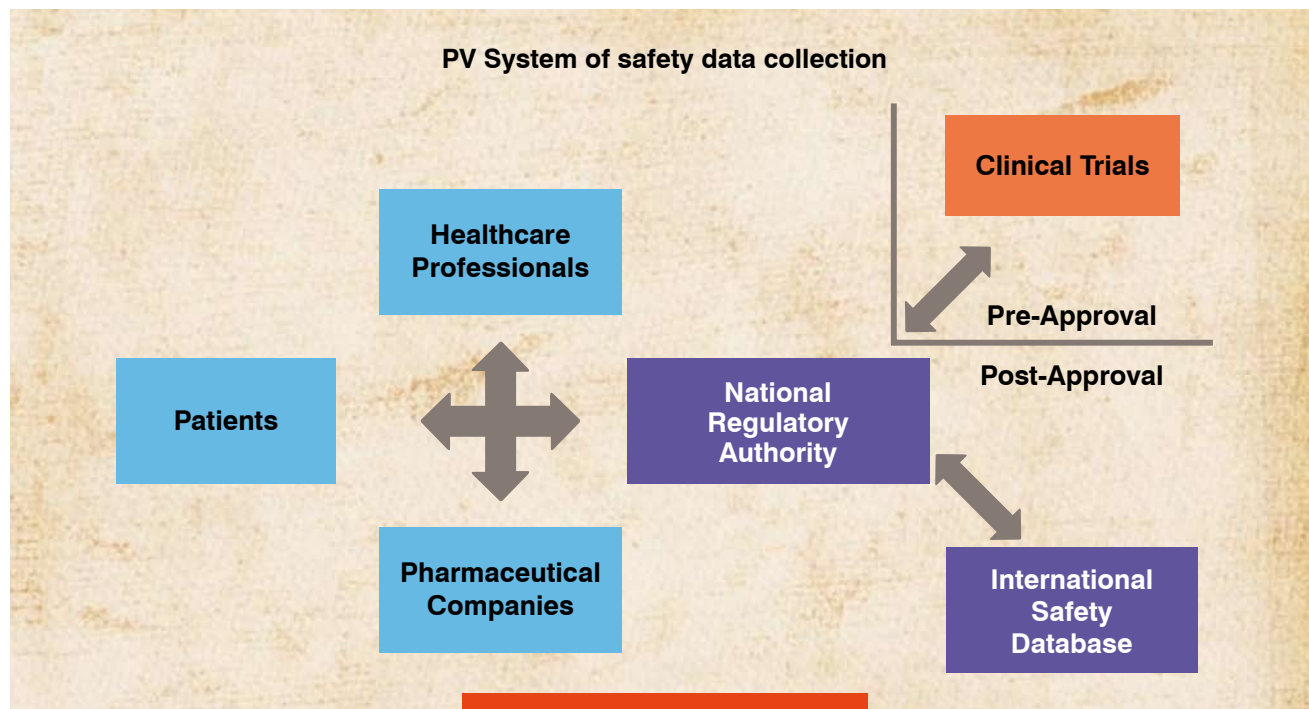 PV System of safety data collection
Clinical Trials
Healthcare
Professionals
Pre-Approval
Post-Approval
Patients
National
Regulatory
Authority
Pharmaceutical
Companies
International
Safety
Database